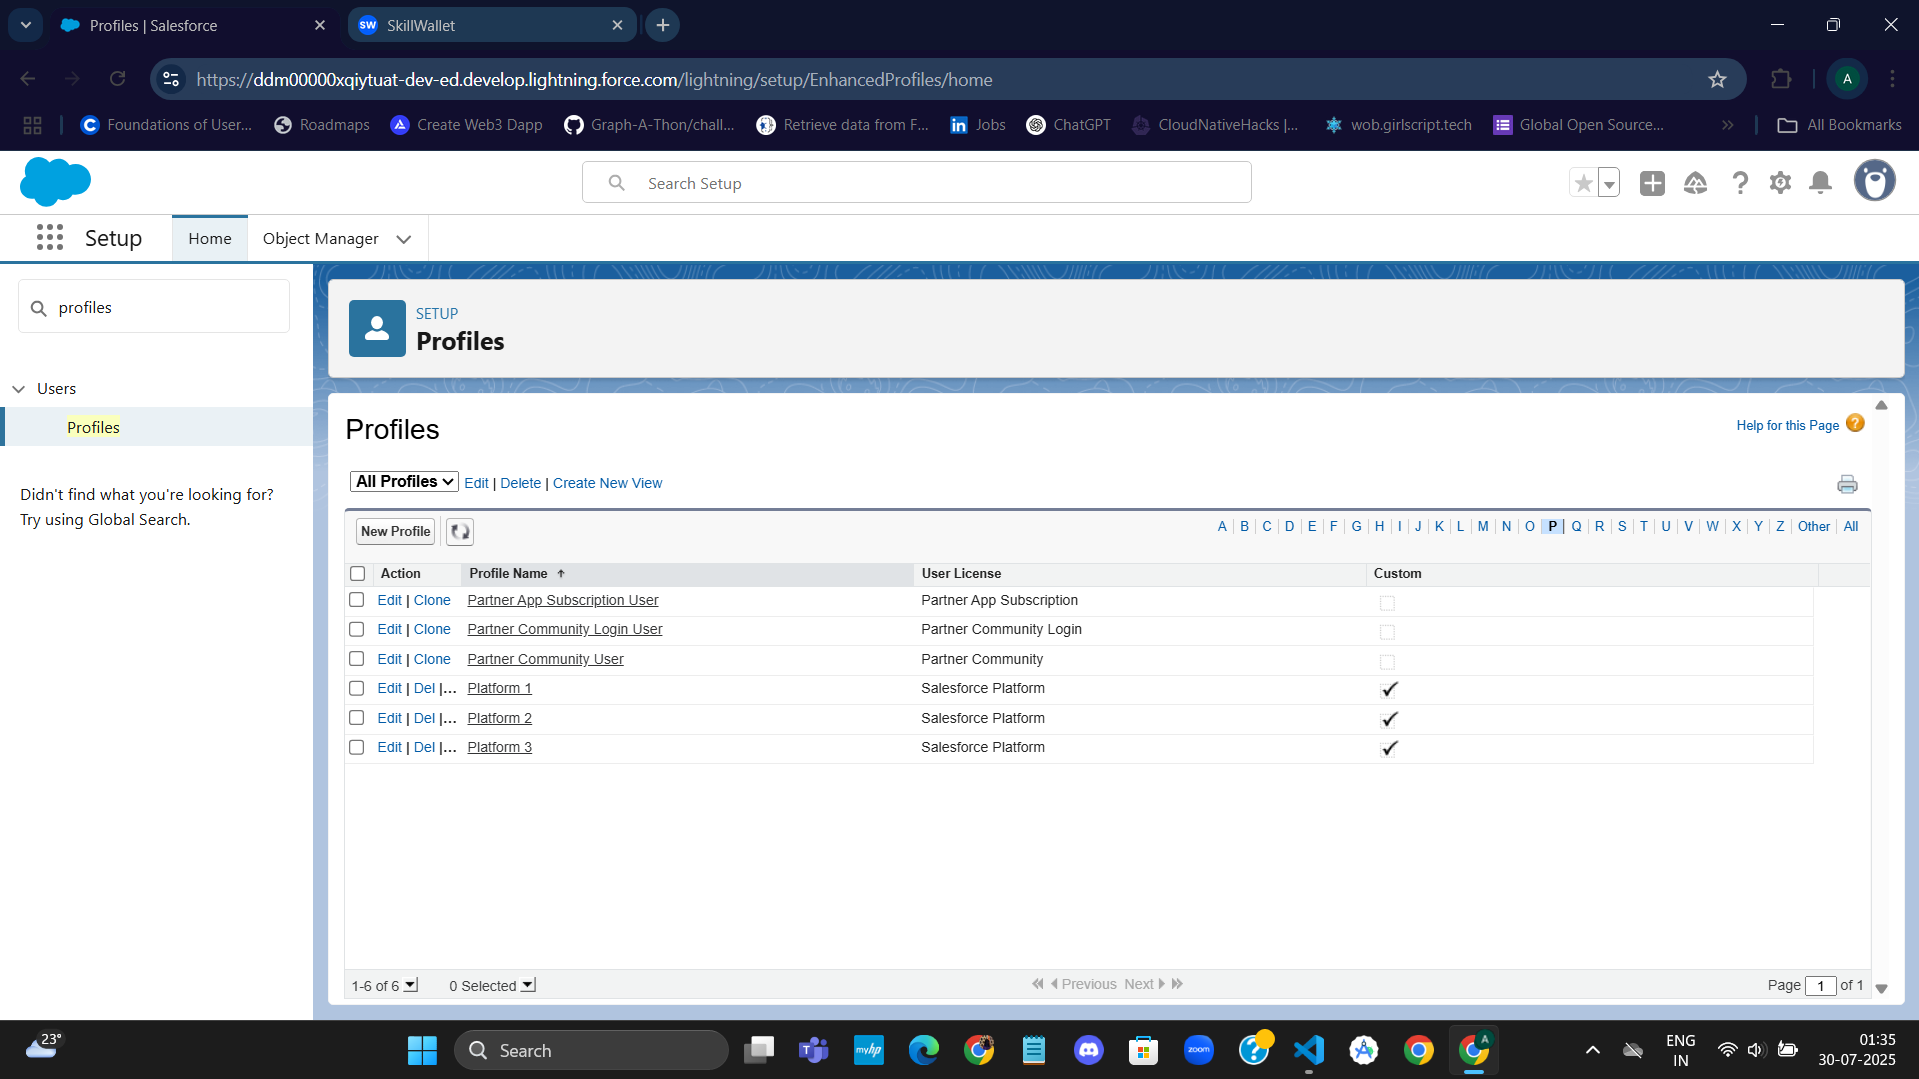 Profiles | Salesforce
SW SkillWallet
https://ddm00000xqiytuat-dev-ed.develop.lightning.force.com/lightning/setup/EnhancedProfiles/home
A
Foundations of User... Roadmaps Create Web3 Dapp Graph-A-Thon/chall... Retrieve data from F... Jobs ChatGPT CloudNativeHacks |... wob.girlscript.tech Global Open Source... All Bookmarks
Search Setup
Setup Home Object Manager
profiles
Users
Profiles
Didn't find what you're looking for?
Try using Global Search.
SETUP
Profiles
Profiles
Help for this Page ?
All Profiles Edit | Delete | Create New View
New Profile
A | B | C | D | E | F | G | H | I | J | K | L | M | N | O | P | Q | R | S | T | U | V | W | X | Y | Z | Other | All
Action Profile Name User License Custom
Edit | Clone Partner App Subscription User Partner App Subscription
Edit | Clone Partner Community Login User Partner Community Login
Edit | Clone Partner Community User Partner Community
Edit | Del |... Platform 1 Salesforce Platform
Edit | Del |... Platform 2 Salesforce Platform
Edit | Del |... Platform 3 Salesforce Platform
1-6 of 6 0 Selected Previous Next Page 1 of 1
23°
Search
myhp
zoom
A
ENG
IN
01:35
30-07-2025